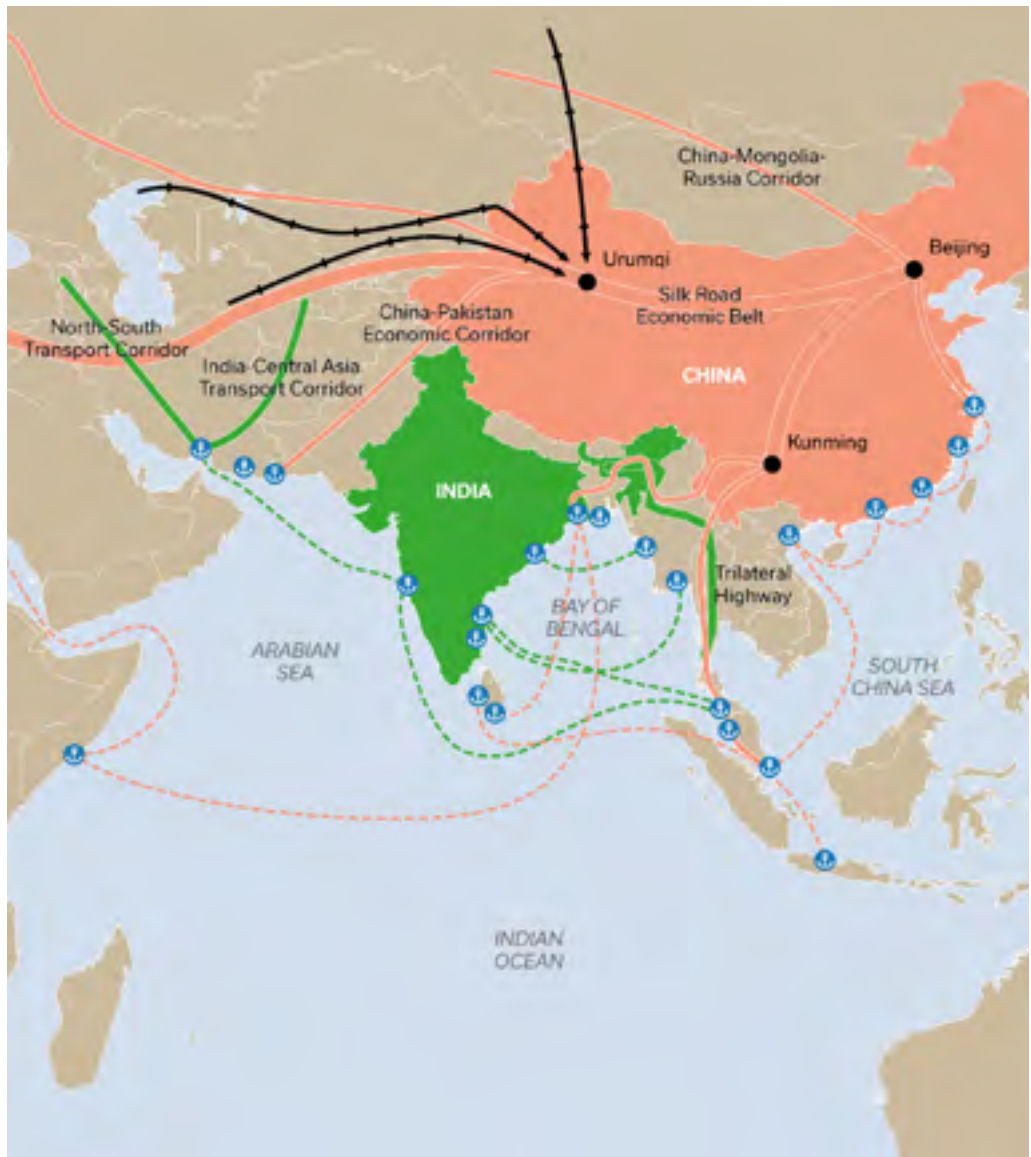 China-Mongolia-
Russia Corridor
Beijing
Urumqi
Silk Road
Economic Belt
China-Pakistan
Economic Corridor
North-South
Transport Corridor
India-Central Asia
Transport Corridor
CHINA
Kunming
INDIA
Trilateral
Highway
BAY OF
BENGAL
ARABIAN
SEA
SOUTH
CHINA SEA
INDIAN
OCEAN